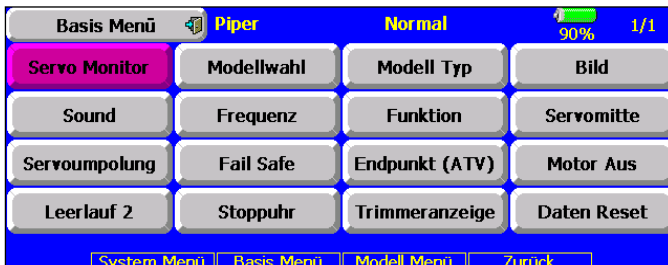 Basis Menü Piper Normal 90% 1/1
Servo Monitor Modellwahl Modell Typ Bild
Sound Frequenz Funktion Servomitte
Servoumpolung Fail Safe Endpunkt (ATV) Motor Aus
Leerlauf 2 Stoppuhr Trimmeranzeige Daten Reset
System Menü Basis Menü Modell Menü Zurück